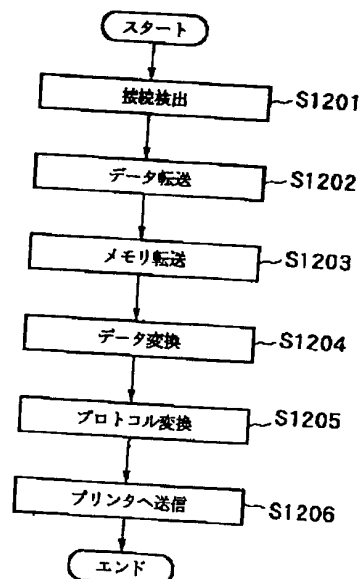 スタート
接続検出 S1201
データ転送 S1202
メモリ転送 S1203
データ変換 S1204
プロトコル変換 S1205
プリンタへ送信 S1206
エンド